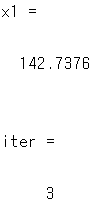 x1 =
142.7376
iter =
3